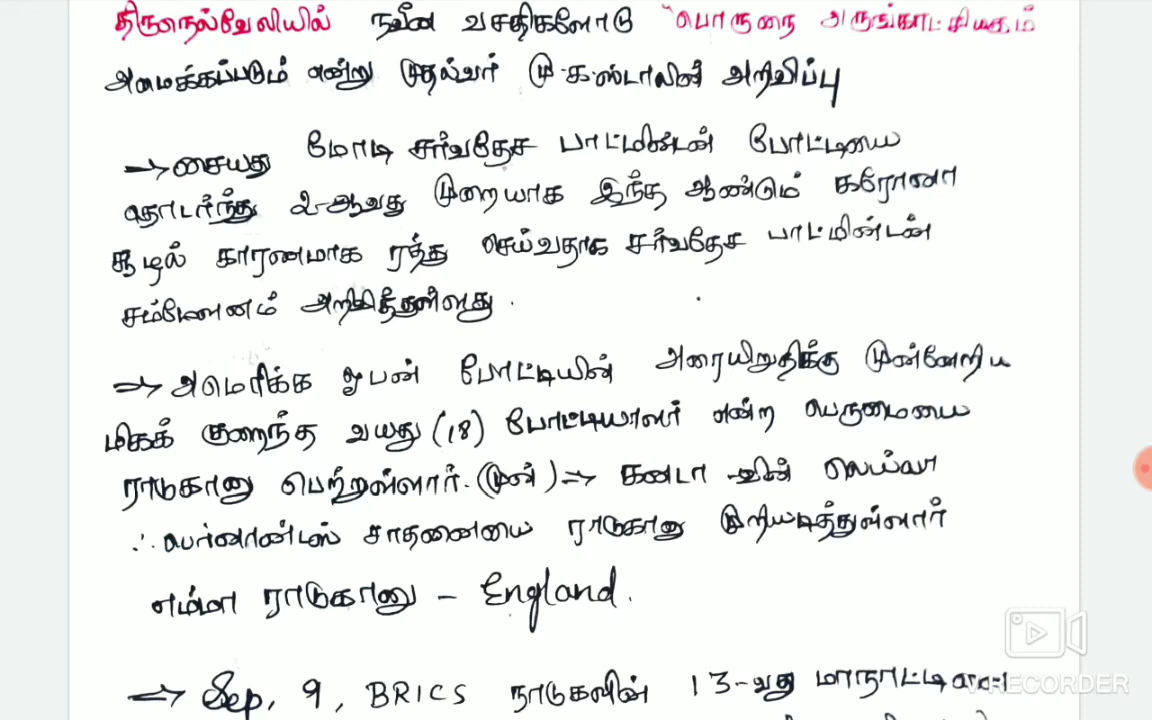 திருநெல்வேலியில் நவீன வசதிகளோடு "பொருநை அருங்காட்சியகம்
அமைக்கப்படும் என்று முதல்வர் மு.க.ஸ்டாலின் அறிவிப்பு
→ சையது மோடி சர்வதேச பாட்மிண்டன் போட்டியை
தொடர்ந்து 2-ஆவது முறையாக இந்த ஆண்டும் கரோனா
சூழல் காரணமாக ரத்து செய்வதாக சர்வதேச பாட்மின்டன்
சம்மேளனம் அறிவித்துள்ளது.
→ அமெரிக்க ஓபன் போட்டியின் அரையிறுதிக்கு முன்னேறிய
மிகக் குறைந்த வயது (18) போட்டியாளர் என்ற பெருமையை
ராடுகானு பெற்றுள்ளார். (முன்) → கனடா -வின் லெய்லா
∴ பெர்னாண்டஸ் சாதனையை ராடுகானு முறியடித்துள்ளார்
எம்மா ராடுகானு - England.
→ Sep, 9, BRICS நாடுகளின் 13-வது
V RECORDER